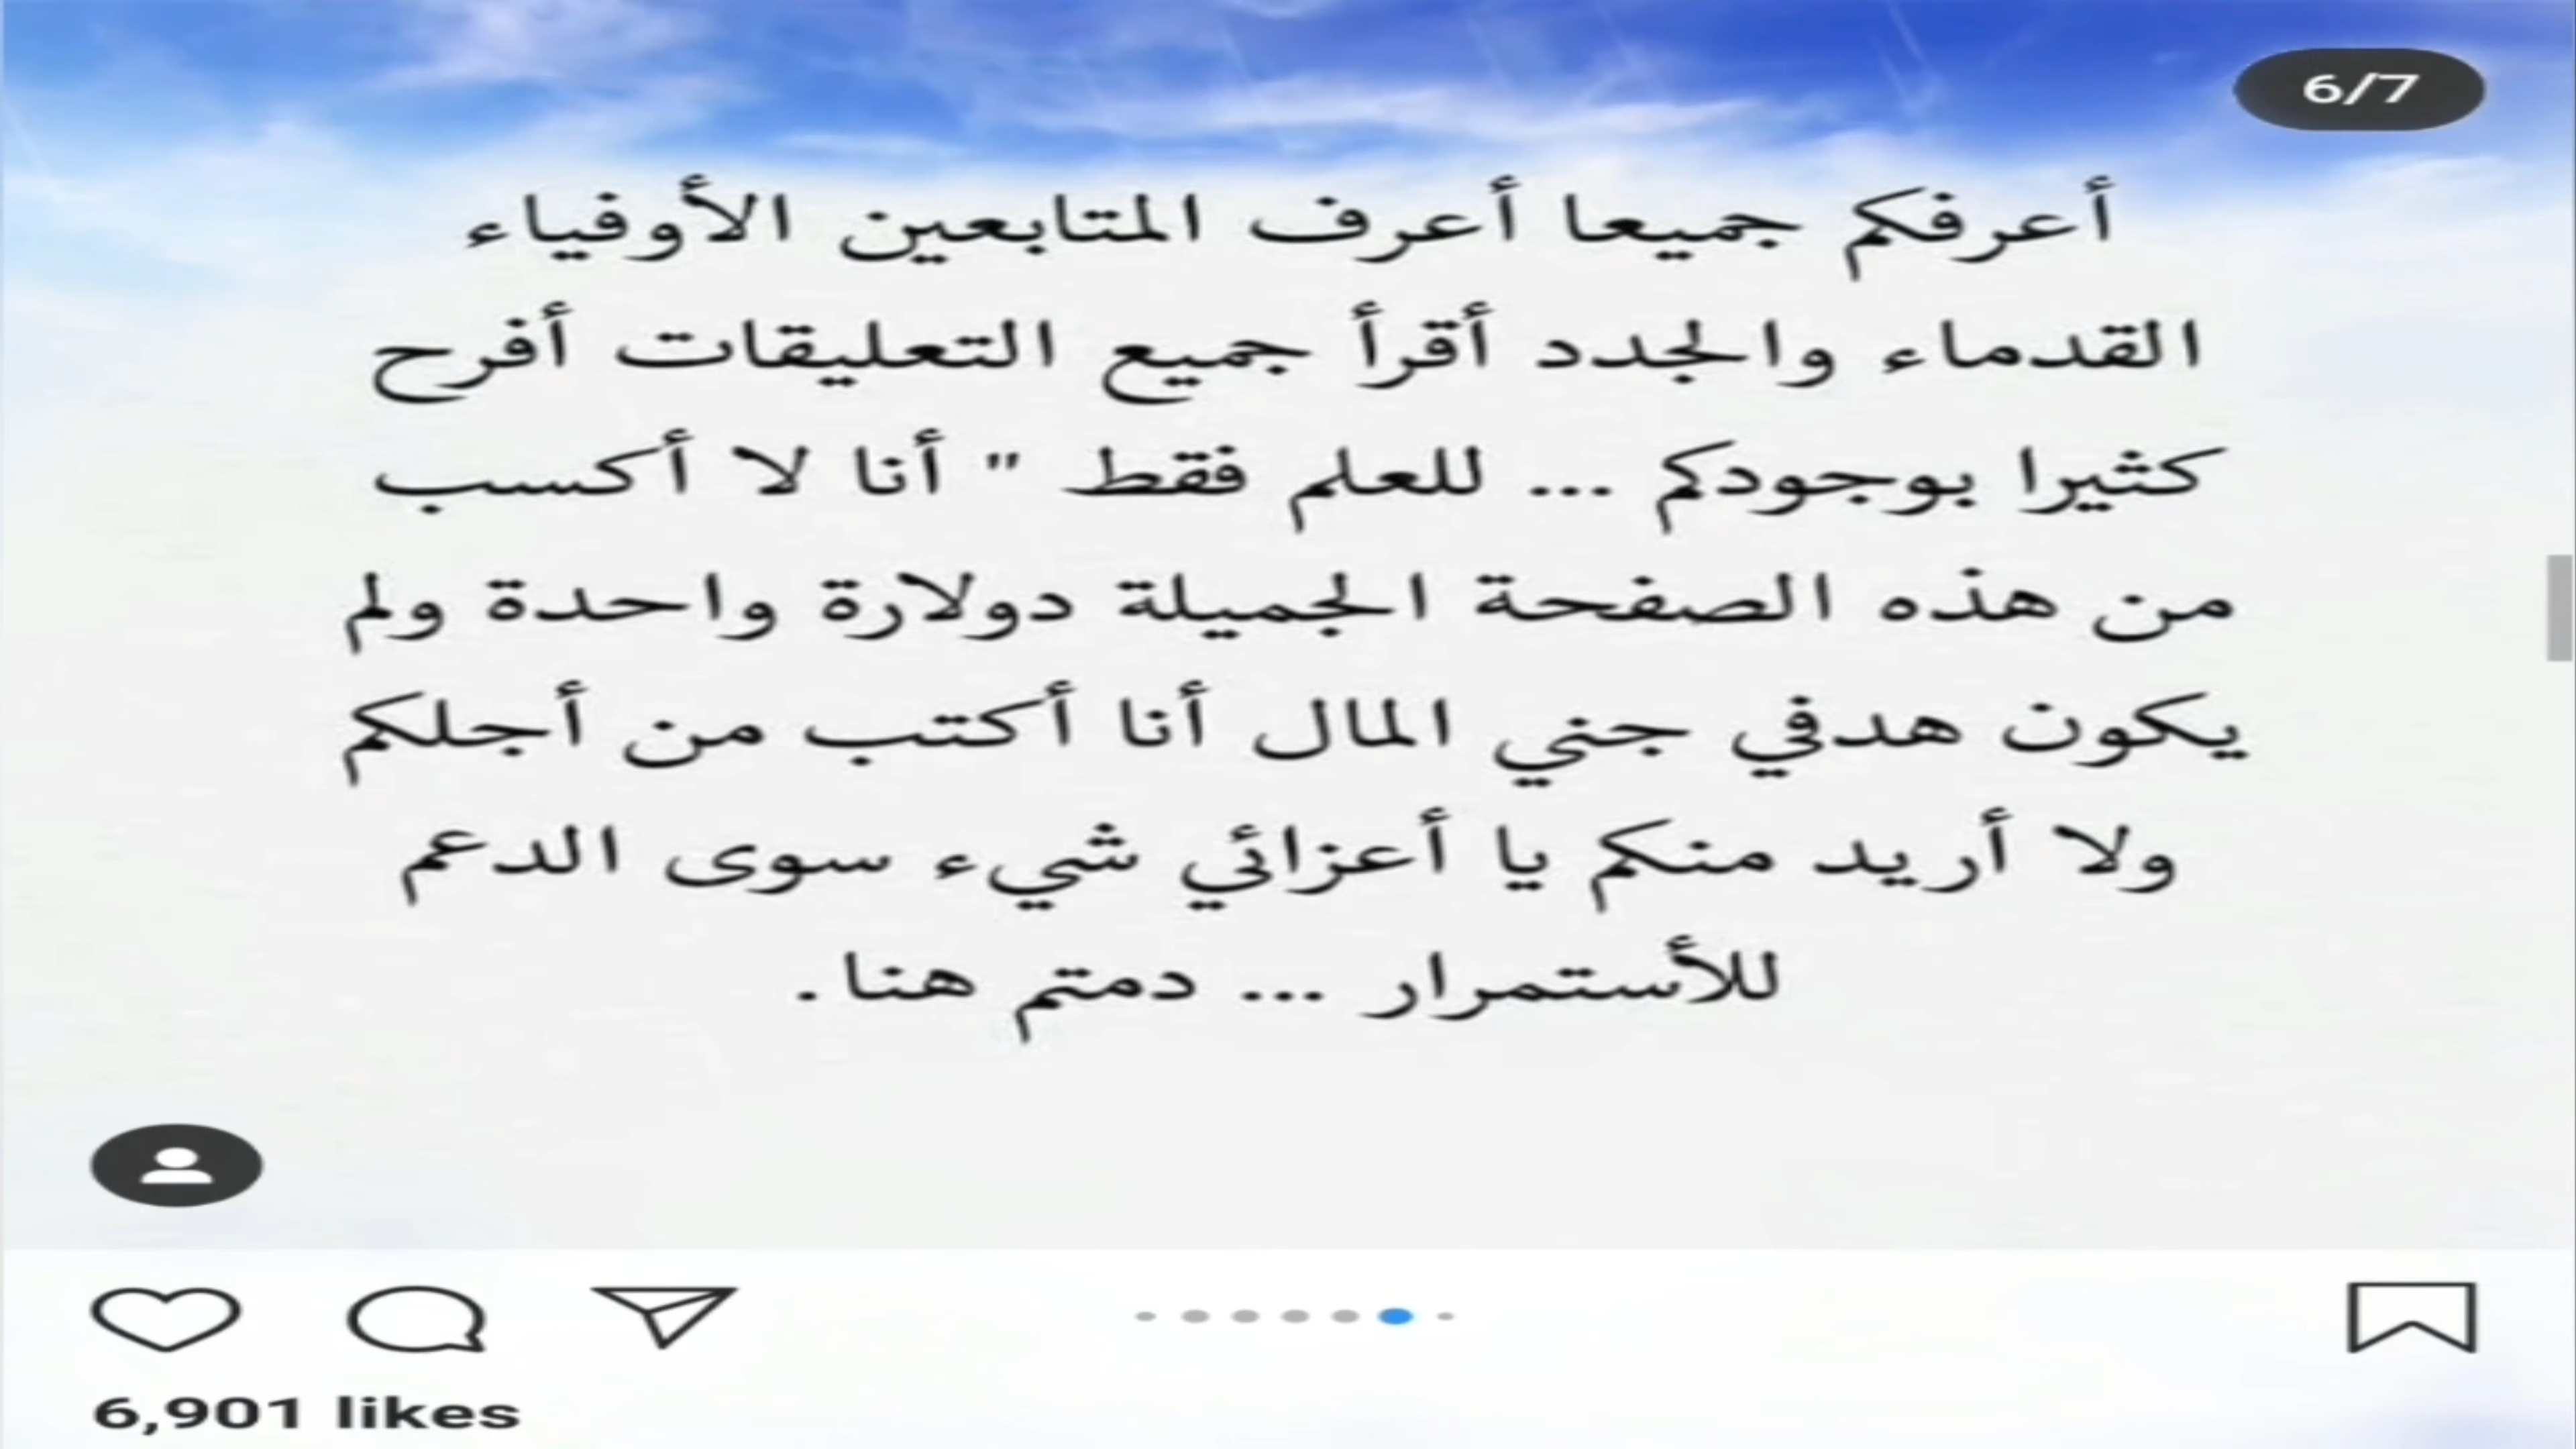 6/7
أعرفكم جميعا أعرف المتابعين الأوفياء
القدماء والجدد أقرأ جميع التعليقات أفرح
كثيرا بوجودكم ... للعلم فقط " أنا لا أكسب
من هذه الصفحة الجميلة دولارة واحدة ولم
يكون هدفي جني المال أنا أكتب من أجلكم
ولا أريد منكم يا أعزائي شيء سوى الدعم
للأستمرار ... دمتم هنا.
6,901 likes